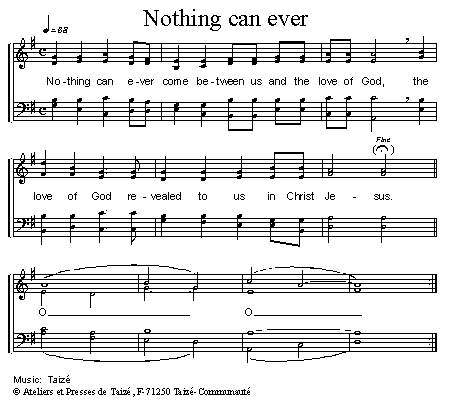 Nothing can ever
♩=88
No-thing can e-ver come be-tween us and the love of God, the
Fine
love of God re-vealed to us in Christ Je-sus.
O O
Music: Taizé
© Ateliers et Presses de Taizé, F-71250 Taizé-Communauté